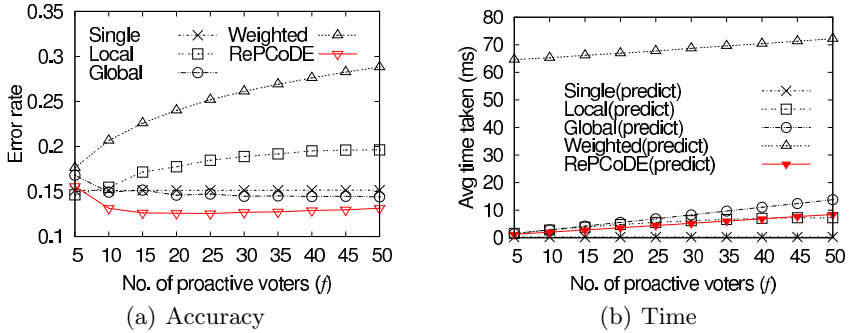 0.35
0.3
0.25
0.2
0.15
0.1
Error rate
Single
Local
Global
Weighted
RePCoDE
5 10 15 20 25 30 35 40 45 50
No. of proactive voters (f)
(a) Accuracy
80
70
60
50
40
30
20
10
0
Avg time taken (ms)
Single(predict)
Local(predict)
Global(predict)
Weighted(predict)
RePCoDE(predict)
5 10 15 20 25 30 35 40 45 50
No. of proactive voters (f)
(b) Time